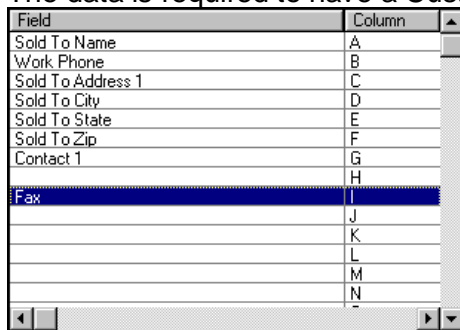 Field Column
Sold To Name A
Work Phone B
Sold To Address 1 C
Sold To City D
Sold To State E
Sold To Zip F
Contact 1 G
H
Fax I
J
K
L
M
N